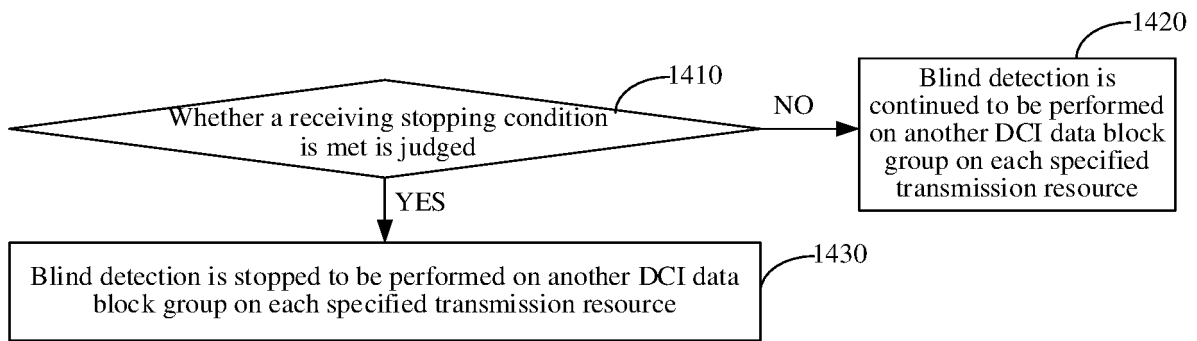 1420
1410
Blind detection is
continued to be performed
on another DCI data block
group on each specified
transmission resource
NO
Whether a receiving stopping condition
is met is judged
YES
1430
Blind detection is stopped to be performed on another DCI data
block group on each specified transmission resource